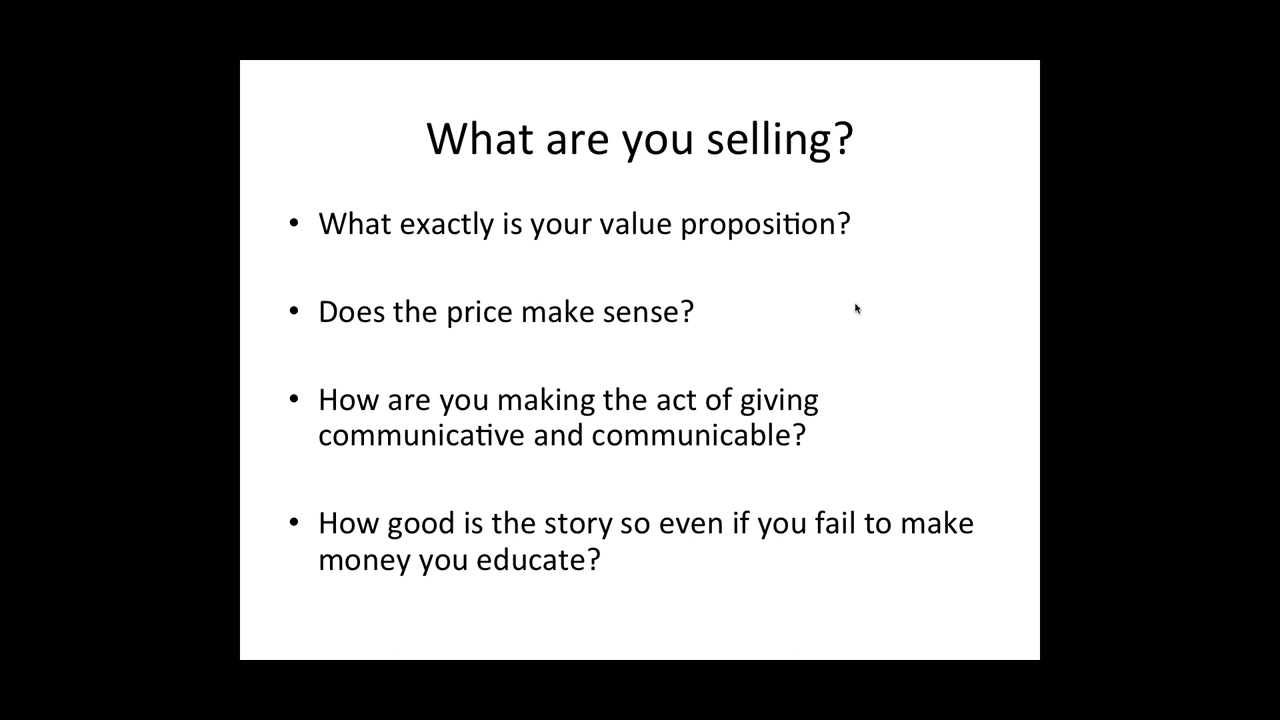 What are you selling?
• What exactly is your value proposition?
• Does the price make sense?
• How are you making the act of giving
communicative and communicable?
• How good is the story so even if you fail to make
money you educate?